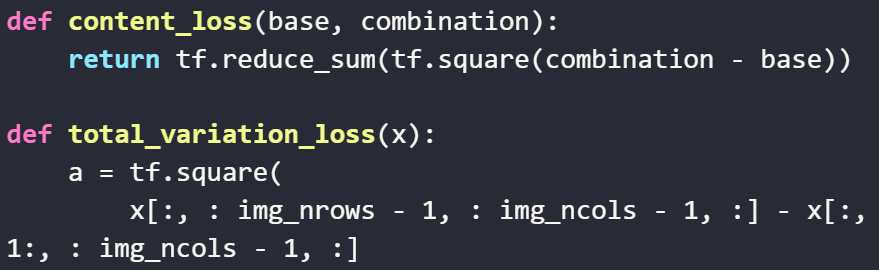 def content_loss(base, combination):
    return tf.reduce_sum(tf.square(combination - base))

def total_variation_loss(x):
    a = tf.square(
        x[:, : img_nrows - 1, : img_ncols - 1, :] - x[:,
1:, : img_ncols - 1, :]